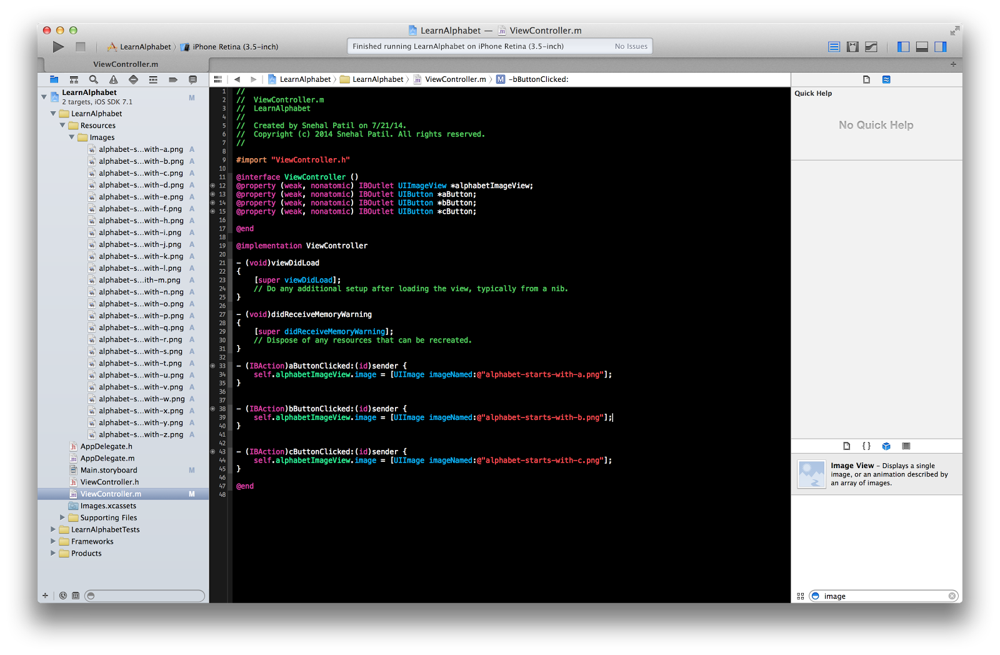 LearnAlphabet — ViewController.m
LearnAlphabet 〉 iPhone Retina (3.5-inch)
Finished running LearnAlphabet on iPhone Retina (3.5-inch) No Issues
ViewController.m
LearnAlphabet 〉 LearnAlphabet 〉 ViewController.m 〉 M -bButtonClicked:
LearnAlphabet
2 targets, iOS SDK 7.1 M
LearnAlphabet
Resources
Images
alphabet-s...with-a.png A
alphabet-s...with-b.png A
alphabet-s...with-c.png A
alphabet-s...with-d.png A
alphabet-s...with-e.png A
alphabet-s...with-f.png A
alphabet-s...with-h.png A
alphabet-s...with-i.png A
alphabet-s...with-j.png A
alphabet-s...with-k.png A
alphabet-s...with-l.png A
alphabet-s...ith-m.png A
alphabet-s...with-n.png A
alphabet-s...with-o.png A
alphabet-s...with-p.png A
alphabet-s...with-q.png A
alphabet-s...with-r.png A
alphabet-s...with-s.png A
alphabet-s...with-t.png A
alphabet-s...with-u.png A
alphabet-s...with-v.png A
alphabet-s...with-w.png A
alphabet-s...with-x.png A
alphabet-s...with-y.png A
alphabet-s...with-z.png A
AppDelegate.h
AppDelegate.m
Main.storyboard M
ViewController.h
ViewController.m M
Images.xcassets
Supporting Files
LearnAlphabetTests
Frameworks
Products
1 //
2 //  ViewController.m
3 //  LearnAlphabet
4 //
5 //  Created by Snehal Patil on 7/21/14.
6 //  Copyright (c) 2014 Snehal Patil. All rights reserved.
7 //
8
9 #import "ViewController.h"
10
11 @interface ViewController ()
12 @property (weak, nonatomic) IBOutlet UIImageView *alphabetImageView;
13 @property (weak, nonatomic) IBOutlet UIButton *aButton;
14 @property (weak, nonatomic) IBOutlet UIButton *bButton;
15 @property (weak, nonatomic) IBOutlet UIButton *cButton;
16
17 @end
18
19 @implementation ViewController
20
21 - (void)viewDidLoad
22 {
23     [super viewDidLoad];
24     // Do any additional setup after loading the view, typically from a nib.
25 }
26
27 - (void)didReceiveMemoryWarning
28 {
29     [super didReceiveMemoryWarning];
30     // Dispose of any resources that can be recreated.
31 }
32
33 - (IBAction)aButtonClicked:(id)sender {
34     self.alphabetImageView.image = [UIImage imageNamed:@"alphabet-starts-with-a.png"];
35 }
36
37
38 - (IBAction)bButtonClicked:(id)sender {
39     self.alphabetImageView.image = [UIImage imageNamed:@"alphabet-starts-with-b.png"];
40 }
41
42
43 - (IBAction)cButtonClicked:(id)sender {
44     self.alphabetImageView.image = [UIImage imageNamed:@"alphabet-starts-with-c.png"];
45 }
46
47 @end
48
Quick Help
No Quick Help
Image View – Displays a single
image, or an animation described by
an array of images.
image